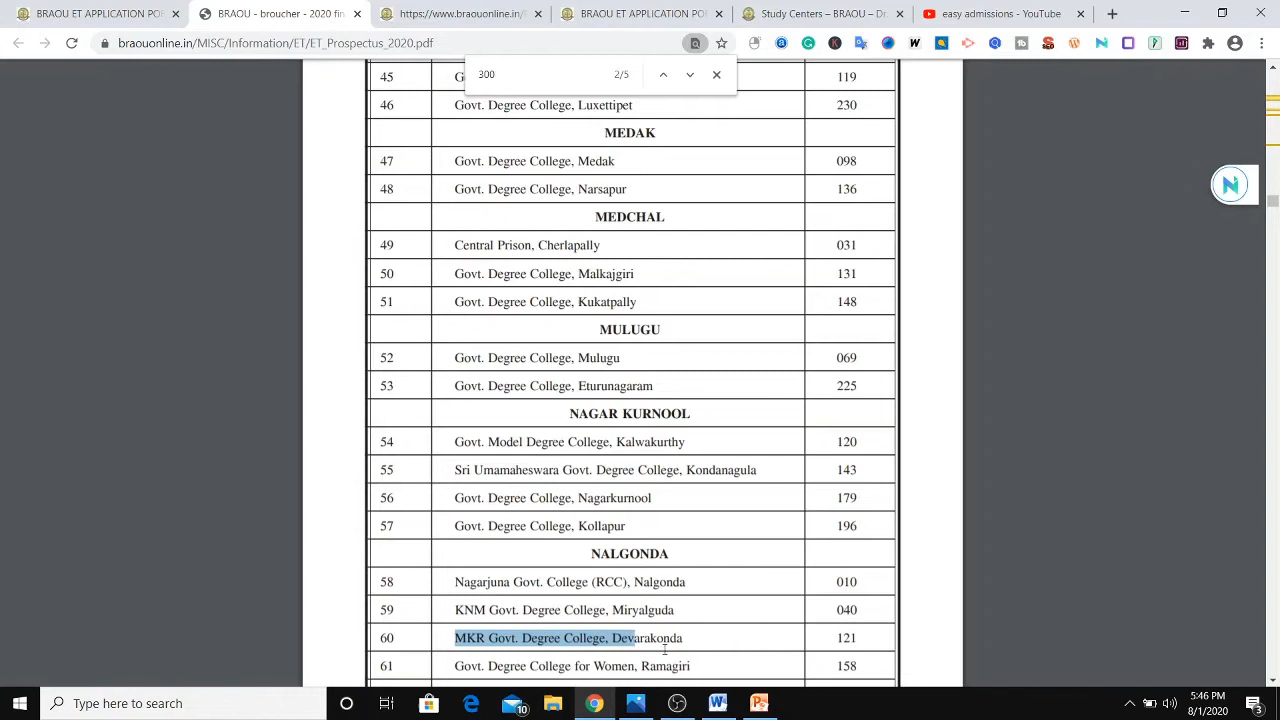 BRAOU ET APPLICATION POR
BRAOU - broucher - 2020 fin
https://www.braouonline.in/
BRAOU ET APPLICATION POR
Study Centers – BRAOU – Dr
easy admissions - YouTube
braouonline.in/MISC/Information/ET/ET_Prospectus_2020.pdf
300 2/5
45 119
46 Govt. Degree College, Luxettipet 230
MEDAK
47 Govt. Degree College, Medak 098
48 Govt. Degree College, Narsapur 136
MEDCHAL
49 Central Prison, Cherlapally 031
50 Govt. Degree College, Malkajgiri 131
51 Govt. Degree College, Kukatpally 148
MULUGU
52 Govt. Degree College, Mulugu 069
53 Govt. Degree College, Eturunagaram 225
NAGAR KURNOOL
54 Govt. Model Degree College, Kalwakurthy 120
55 Sri Umamaheswara Govt. Degree College, Kondanagula 143
56 Govt. Degree College, Nagarkurnool 179
57 Govt. Degree College, Kollapur 196
NALGONDA
58 Nagarjuna Govt. College (RCC), Nalgonda 010
59 KNM Govt. Degree College, Miryalguda 040
60 MKR Govt. Degree College, Devarakonda 121
61 Govt. Degree College for Women, Ramagiri 158
Type here to search
10
5:46 PM
8/1/2020
3